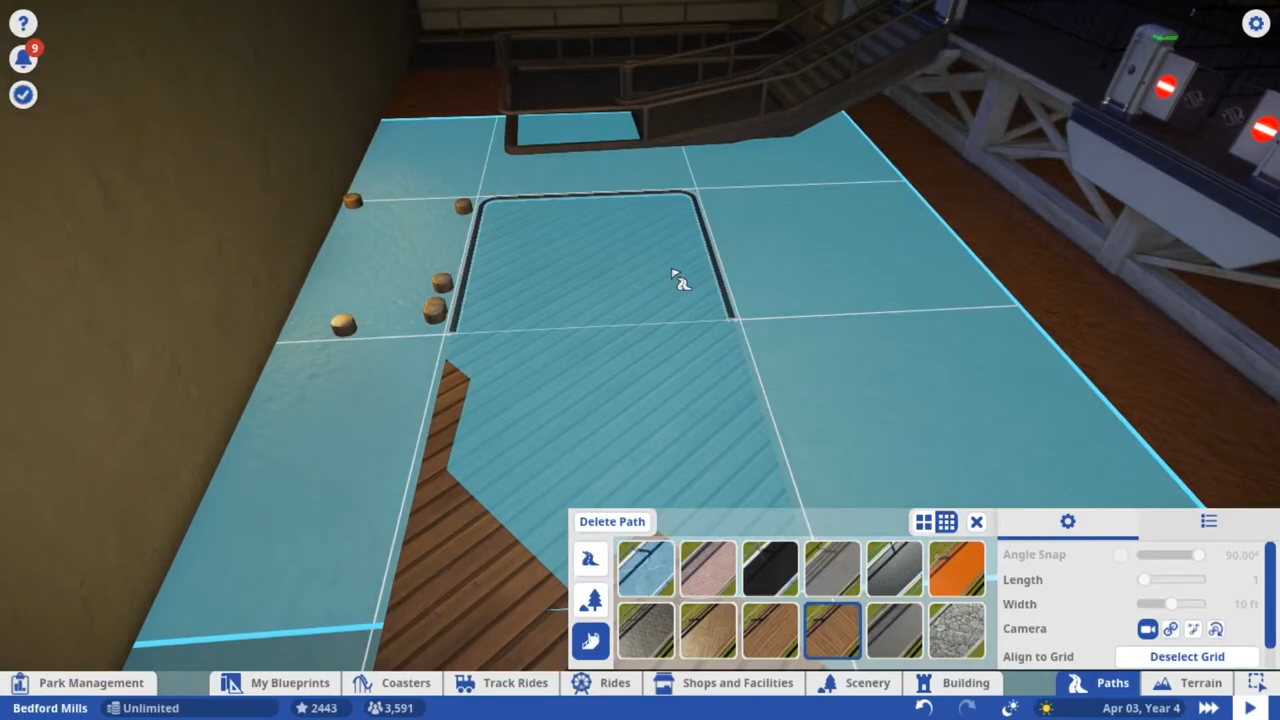 ?
9
Delete Path
Angle Snap 90.00°
Length 1
Width 10 ft
Camera
Align to Grid Deselect Grid
Park Management My Blueprints Coasters Track Rides Rides Shops and Facilities Scenery Building Paths Terrain
Bedford Mills Unlimited 2443 3,591 Apr 03, Year 4